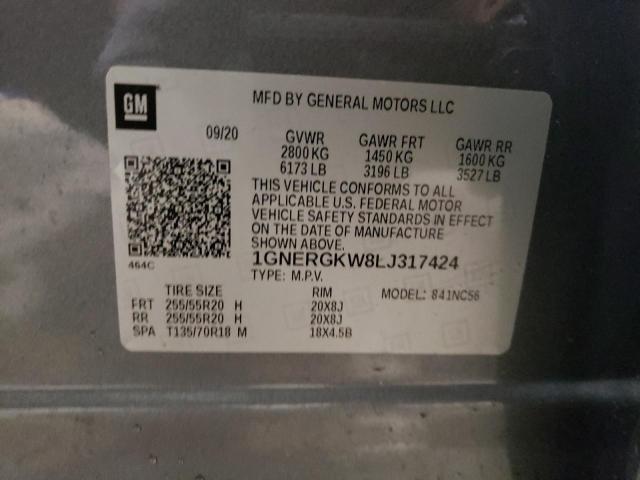 GM
MFD BY GENERAL MOTORS LLC
09/20
GVWR GAWR FRT GAWR RR
2800 KG 1450 KG 1600 KG
6173 LB 3196 LB 3527 LB
THIS VEHICLE CONFORMS TO ALL
APPLICABLE U.S. FEDERAL MOTOR
VEHICLE SAFETY STANDARDS IN EFFECT
ON THE DATE OF MANUFACTURE
SHOWN ABOVE.
464C
1GNERGKW8LJ317424
TYPE: M.P.V.
TIRE SIZE RIM MODEL: 841NC56
FRT 255/55R20 H 20X8J
RR 255/55R20 H 20X8J
SPA T135/70R18 M 18X4.5B